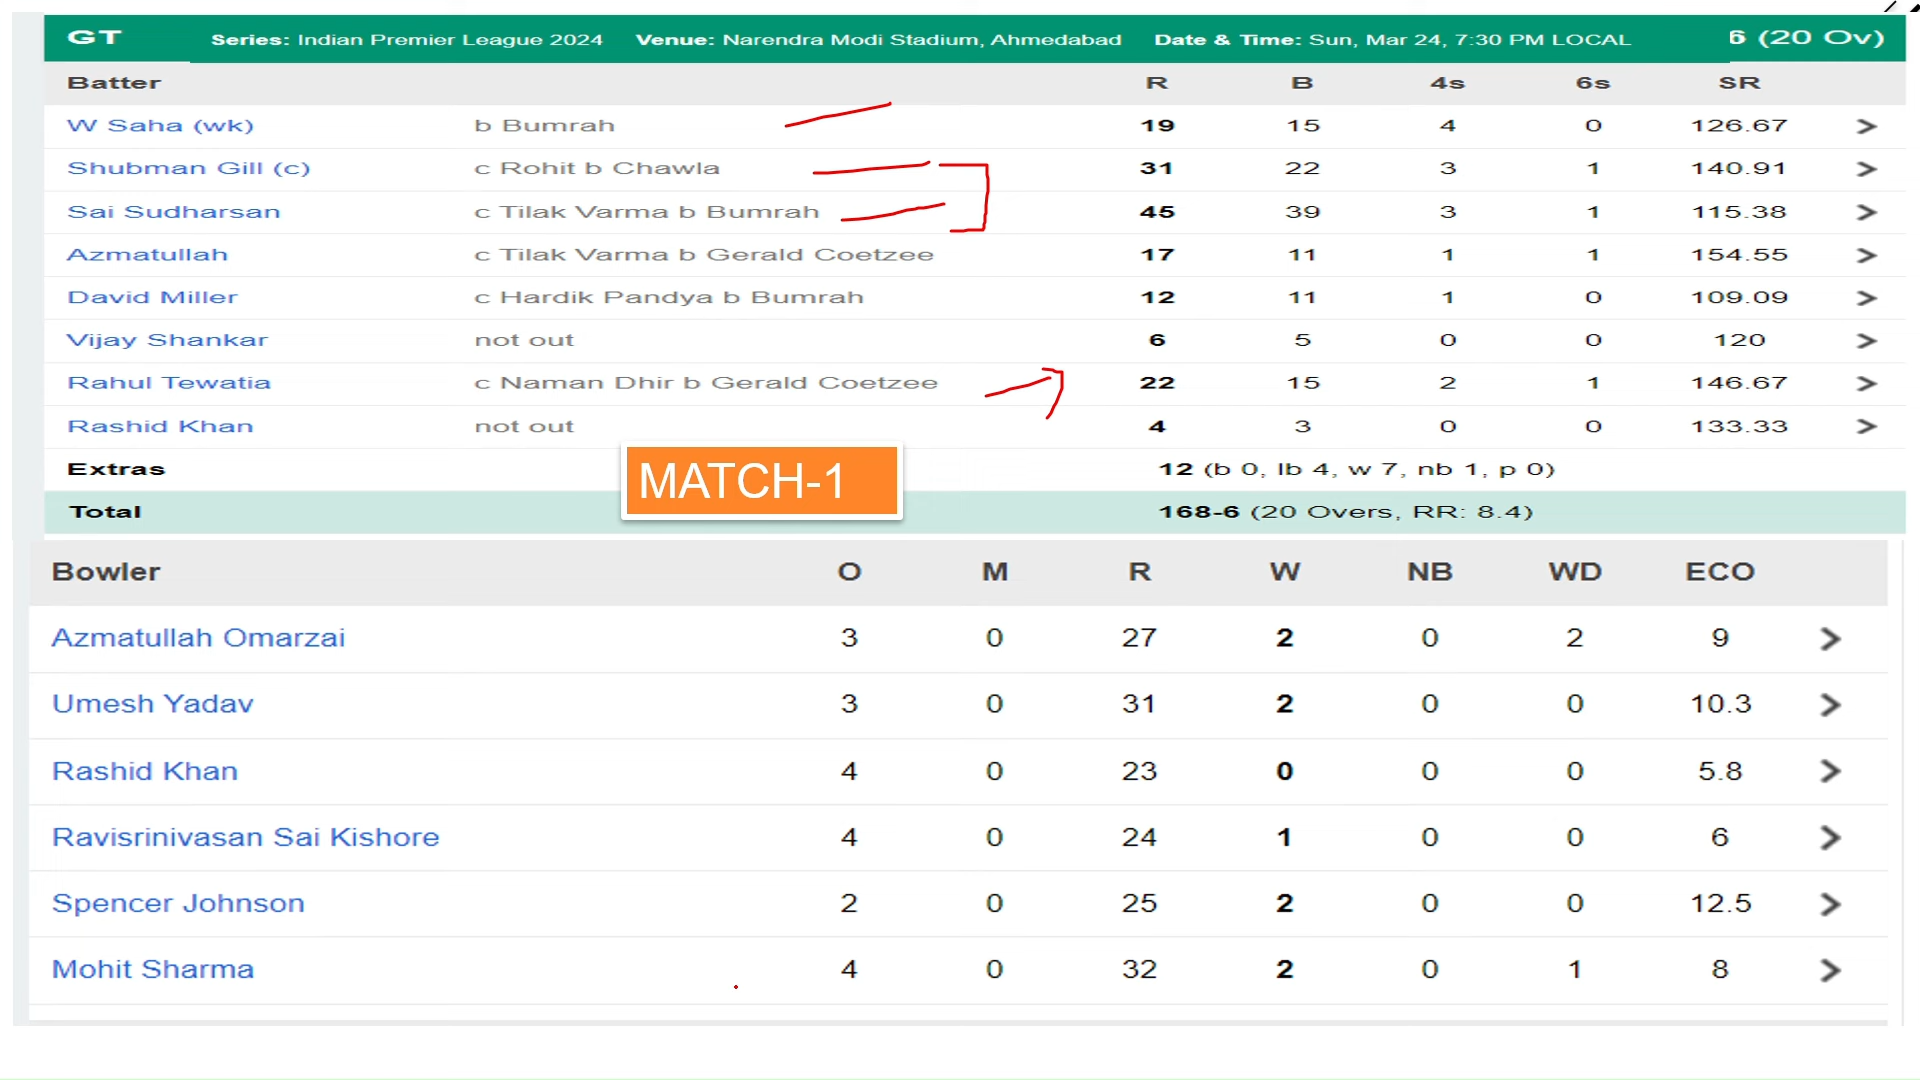 GT Series: Indian Premier League 2024 Venue: Narendra Modi Stadium, Ahmedabad Date & Time: Sun, Mar 24, 7:30 PM LOCAL 6 (20 Ov)
Batter R B 4s 6s SR
W Saha (wk) b Bumrah 19 15 4 0 126.67
Shubman Gill (c) c Rohit b Chawla 31 22 3 1 140.91
Sai Sudharsan c Tilak Varma b Bumrah 45 39 3 1 115.38
Azmatullah c Tilak Varma b Gerald Coetzee 17 11 1 1 154.55
David Miller c Hardik Pandya b Bumrah 12 11 1 0 109.09
Vijay Shankar not out 6 5 0 0 120
Rahul Tewatia c Naman Dhir b Gerald Coetzee 22 15 2 1 146.67
Rashid Khan not out 4 3 0 0 133.33
Extras 12 (b 0, lb 4, w 7, nb 1, p 0)
MATCH-1
Total 168-6 (20 Overs, RR: 8.4)
Bowler O M R W NB WD ECO
Azmatullah Omarzai 3 0 27 2 0 2 9
Umesh Yadav 3 0 31 2 0 0 10.3
Rashid Khan 4 0 23 0 0 0 5.8
Ravisrinivasan Sai Kishore 4 0 24 1 0 0 6
Spencer Johnson 2 0 25 2 0 0 12.5
Mohit Sharma 4 0 32 2 0 1 8